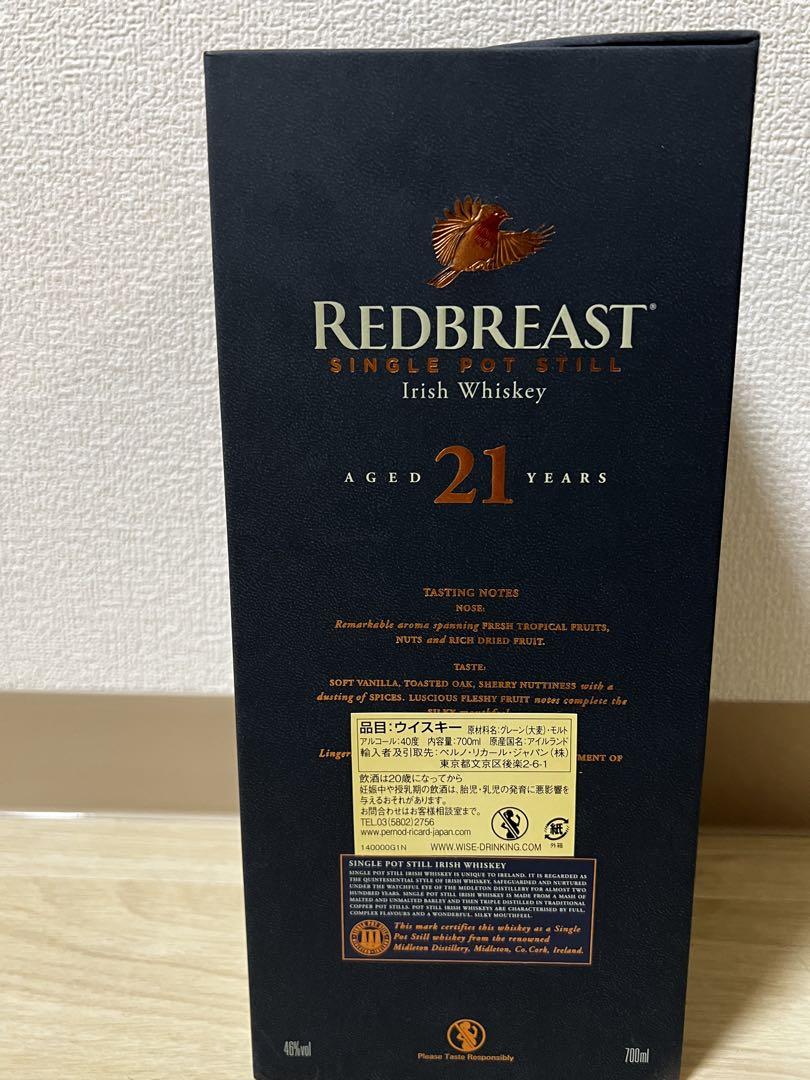 REDBREAST®
SINGLE POT STILL
Irish Whiskey
AGED 21 YEARS
TASTING NOTES
NOSE:
Remarkable aroma spanning FRESH TROPICAL FRUITS,
NUTS and RICH DRIED FRUIT.
TASTE:
SOFT VANILLA, TOASTED OAK, SHERRY NUTTINESS with a
dusting of SPICES. LUSCIOUS FLESHY FRUIT notes complete the
品目:ウイスキー 原材料名:グレーン(大麦)・モルト
アルコール:40度 内容量:700ml 原産国名:アイルランド
輸入者及引取先:ペルノ・リカール・ジャパン(株)
東京都文京区後楽2-6-1
飲酒は20歳になってから
妊娠中や授乳期の飲酒は、胎児・乳児の発育に悪影響を
与えるおそれがあります。
お問合わせはお客様相談室まで。
TEL.03(5802)2756
www.pernod-ricard-japan.com
紙
外箱
140000G1N WWW.WISE-DRINKING.COM
SINGLE POT STILL IRISH WHISKEY
SINGLE POT STILL IRISH WHISKEY IS UNIQUE TO IRELAND. IT IS REGARDED AS
THE QUINTESSENTIAL STYLE OF IRISH WHISKEY, SAFEGUARDED AND NURTURED
UNDER THE WATCHFUL EYE OF THE MIDLETON DISTILLERY FOR ALMOST TWO
HUNDRED YEARS. SINGLE POT STILL IRISH WHISKEY IS MADE FROM A MASH OF
MALTED AND UNMALTED BARLEY AND THEN TRIPLE DISTILLED IN TRADITIONAL
COPPER POT STILLS. POT STILL IRISH WHISKEYS ARE CHARACTERISED BY FULL,
COMPLEX FLAVOURS AND A WONDERFUL, SILKY MOUTHFEEL.
This mark certifies this whiskey as a Single
Pot Still whiskey from the renowned
Midleton Distillery, Midleton, Co. Cork, Ireland.
46%vol
Please Taste Responsibly
700ml